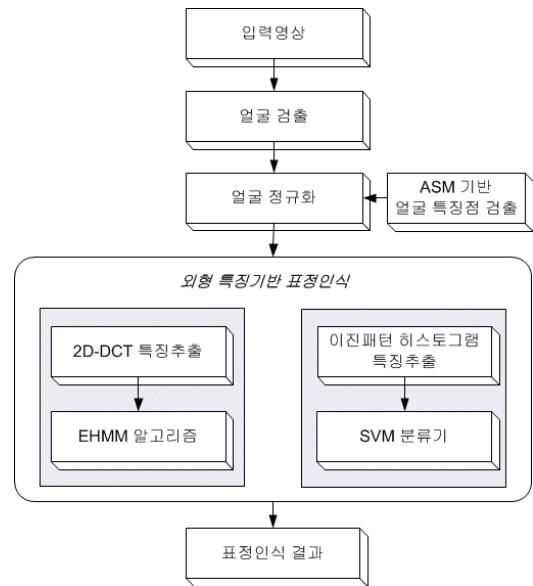 입력영상
얼굴 검출
얼굴 정규화
ASM 기반
얼굴 특징점 검출
외형 특징기반 표정인식
2D-DCT 특징추출
EHMM 알고리즘
이진패턴 히스토그램
특징추출
SVM 분류기
표정인식 결과